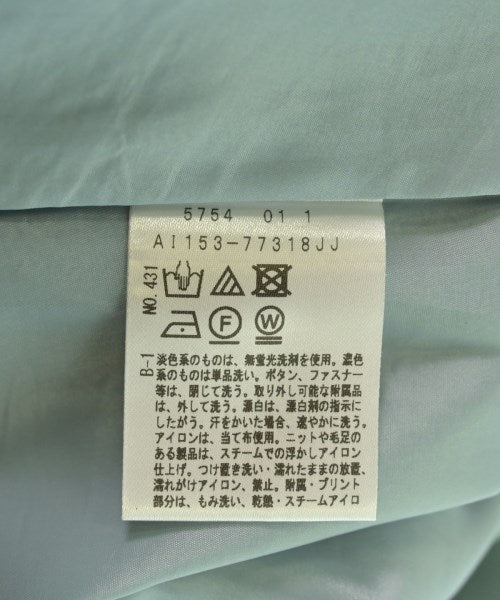 5754 01 1
AI153-77318JJ
NO.431
F W
B-1
淡色系のものは、無蛍光洗剤を使用。濃色
系のものは単品洗い。ボタン、ファスナー
等は、閉じて洗う。取り外し可能な附属品
は、外して洗う。漂白は、漂白剤の指示に
したがう。汗をかいた場合、速やかに洗う。
アイロンは、当て布使用。ニットや毛足の
ある製品は、スチームでの浮かしアイロン
仕上げ。つけ置き洗い・濡れたままの放置、
濡れがけアイロン、禁止。附属・プリント
部分は、もみ洗い、乾熱・スチームアイロ